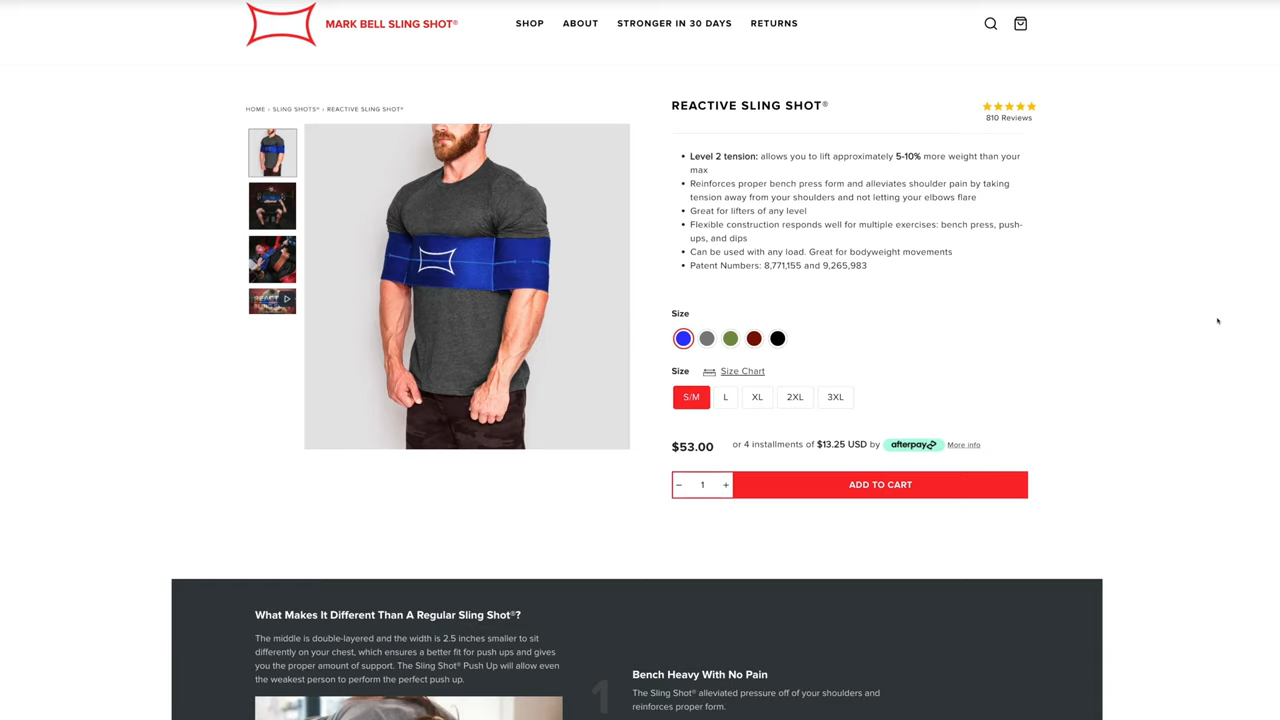 MARK BELL SLING SHOT®
SHOP
ABOUT
STRONGER IN 30 DAYS
RETURNS
HOME › SLING SHOTS® › REACTIVE SLING SHOT®
REACTIVE SLING SHOT®
810 Reviews
• Level 2 tension: allows you to lift approximately 5-10% more weight than your
max
• Reinforces proper bench press form and alleviates shoulder pain by taking
tension away from your shoulders and not letting your elbows flare
• Great for lifters of any level
• Flexible construction responds well for multiple exercises: bench press, push-
ups, and dips
• Can be used with any load. Great for bodyweight movements
• Patent Numbers: 8,771,155 and 9,265,983
Size
Size Size Chart
S/M L XL 2XL 3XL
$53.00 or 4 installments of $13.25 USD by afterpay More info
− 1 + ADD TO CART
What Makes It Different Than A Regular Sling Shot®?
The middle is double-layered and the width is 2.5 inches smaller to sit
differently on your chest, which ensures a better fit for push ups and gives
you the proper amount of support. The Sling Shot® Push Up will allow even
the weakest person to perform the perfect push up.
1
Bench Heavy With No Pain
The Sling Shot® alleviated pressure off of your shoulders and
reinforces proper form.